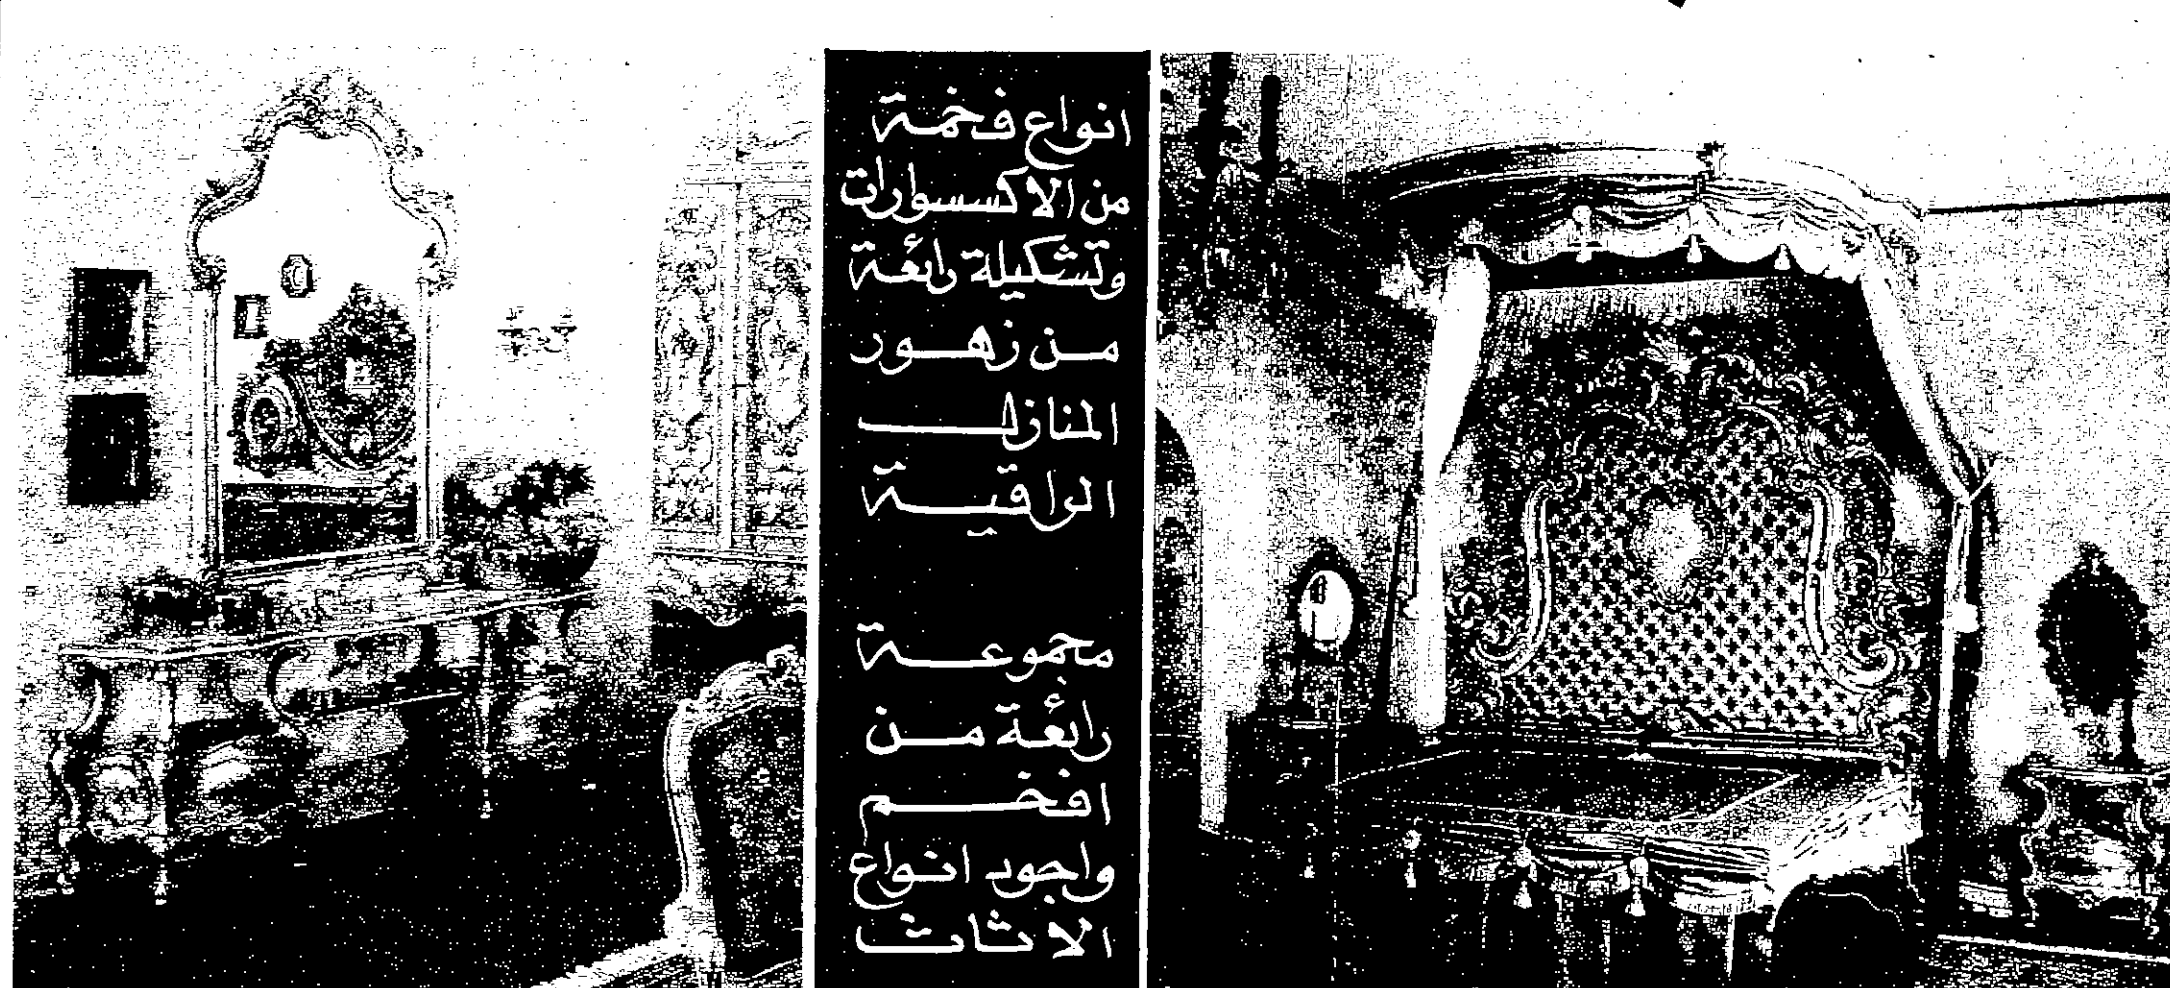 انواع فخمة
من الاكسسوارات
وتشكيلة رائعة
من زهور
المنازل
الراقية
مجموعة
رائعة من
افخم
واجود انواع
الاثاث